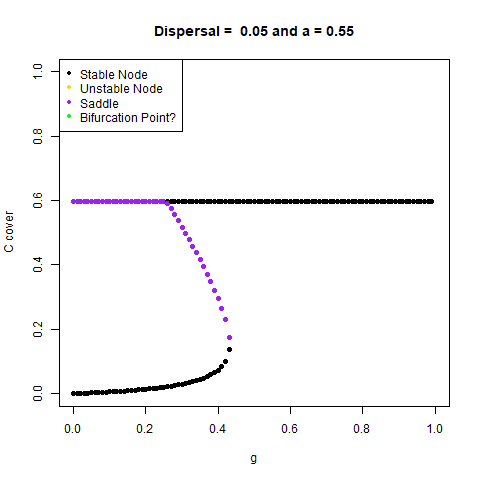 Dispersal =  0.05 and a = 0.55
Stable Node
Unstable Node
Saddle
Bifurcation Point?
C cover
1.0
0.8
0.6
0.4
0.2
0.0
0.0 0.2 0.4 0.6 0.8 1.0
g